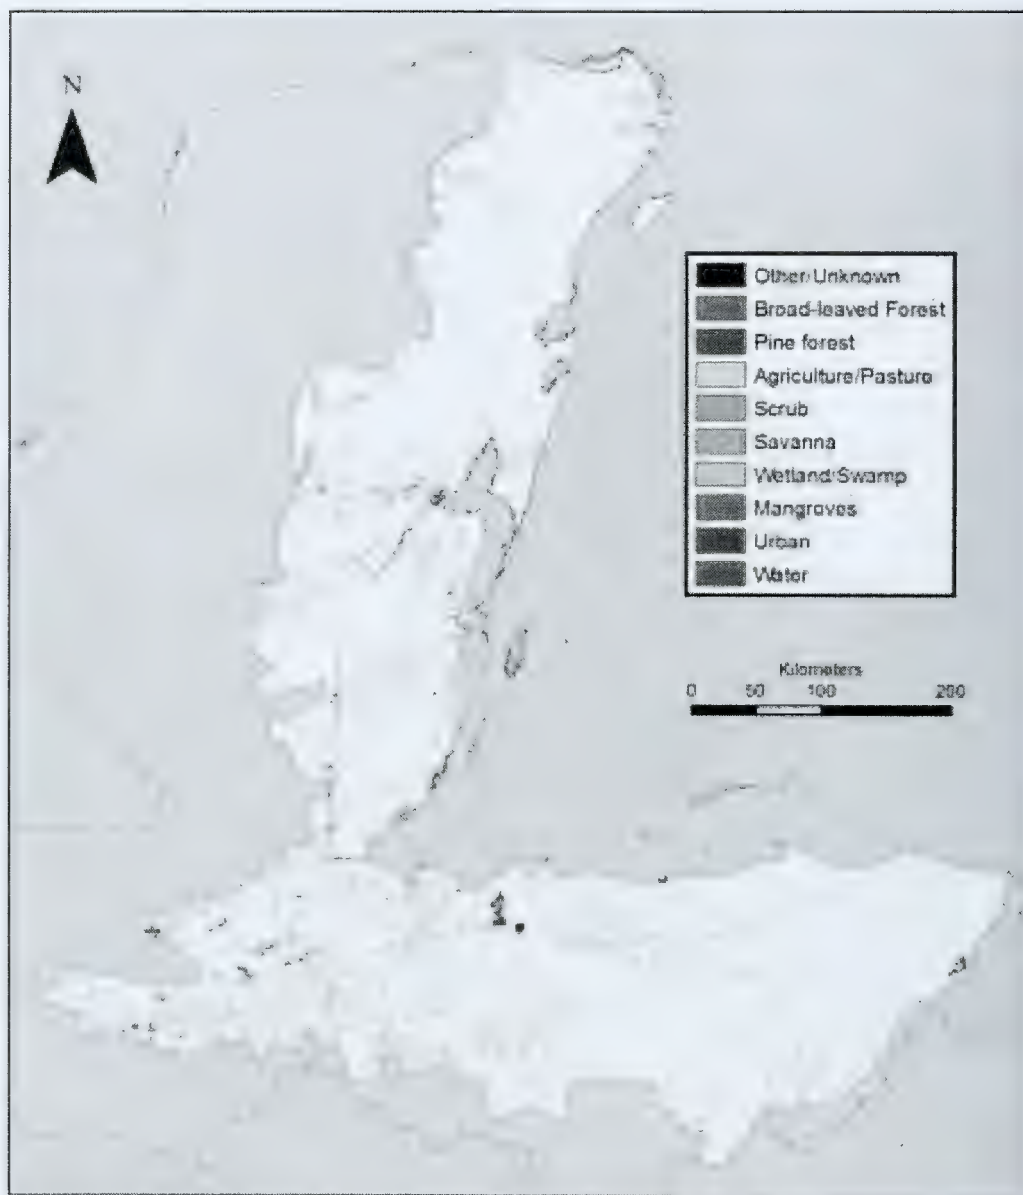 N
Other/Unknown
Broad-leaved Forest
Pine forest
Agriculture/Pasture
Scrub
Savanna
Wetland/Swamp
Mangroves
Urban
Water
Kilometers
0 50 100 200